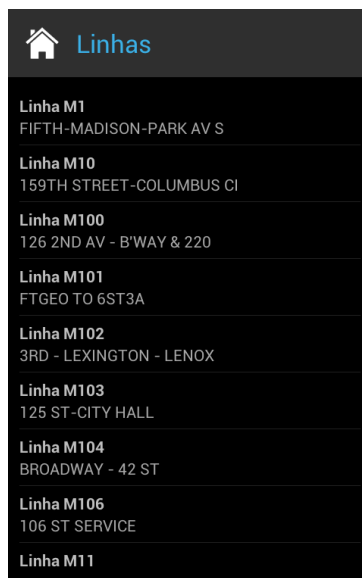 Linhas
Linha M1
FIFTH-MADISON-PARK AV S
Linha M10
159TH STREET-COLUMBUS CI
Linha M100
126 2ND AV - B'WAY & 220
Linha M101
FTGEO TO 6ST3A
Linha M102
3RD - LEXINGTON - LENOX
Linha M103
125 ST-CITY HALL
Linha M104
BROADWAY - 42 ST
Linha M106
106 ST SERVICE
Linha M11